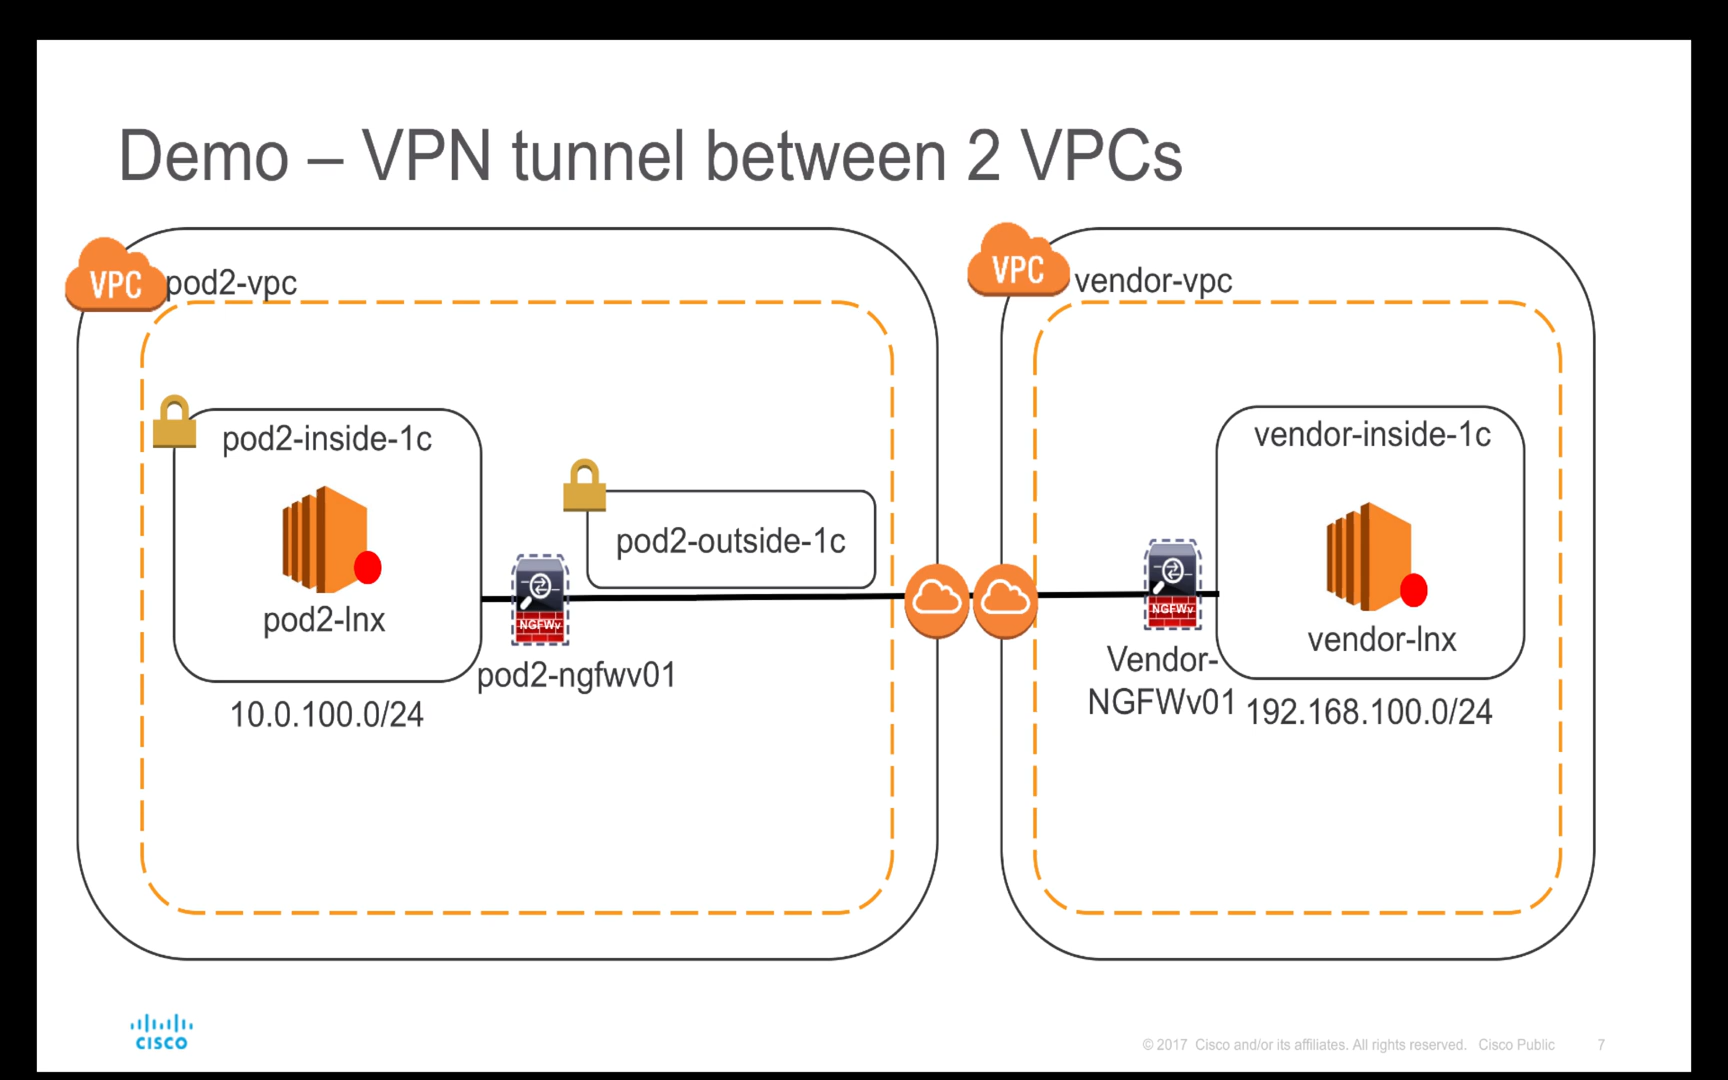 Demo – VPN tunnel between 2 VPCs
VPC
pod2-vpc
VPC
vendor-vpc
pod2-inside-1c
pod2-lnx
10.0.100.0/24
pod2-outside-1c
NGFWv
pod2-ngfwv01
NGFWv
Vendor-
NGFWv01
vendor-inside-1c
vendor-lnx
192.168.100.0/24
CISCO
© 2017 Cisco and/or its affiliates. All rights reserved. Cisco Public
7